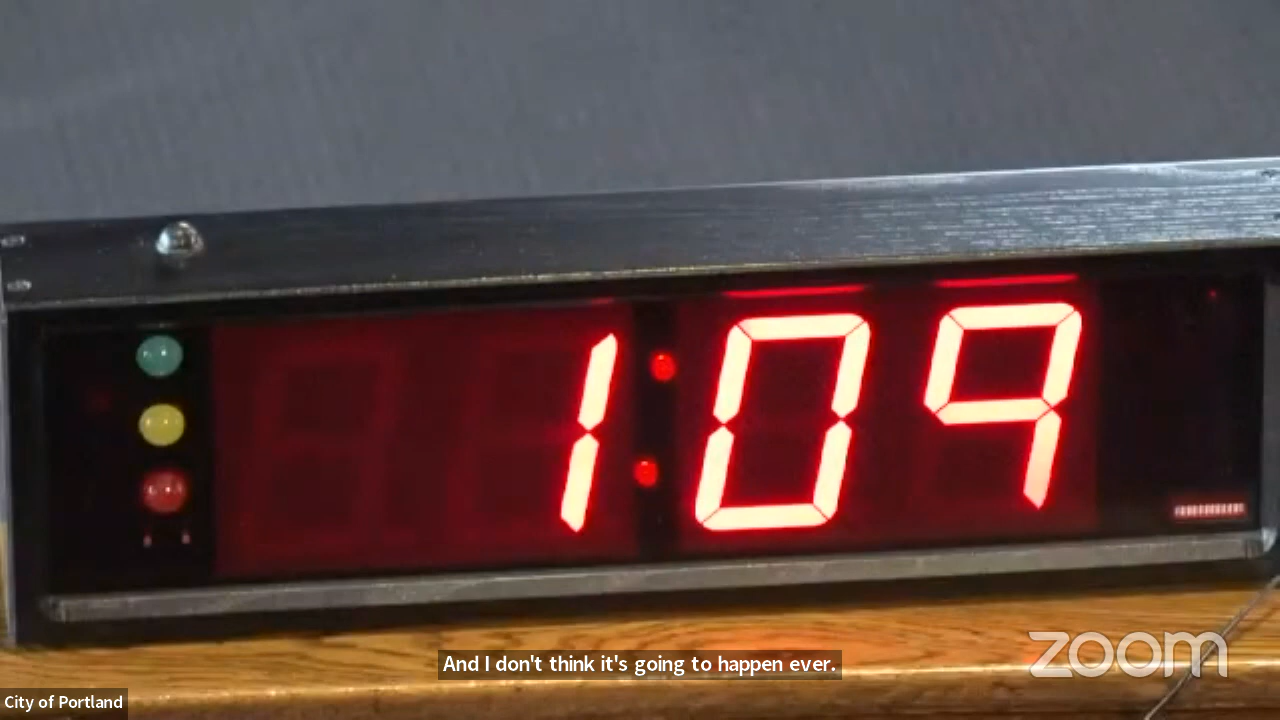 1:09
And I don't think it's going to happen ever.
zoom
City of Portland